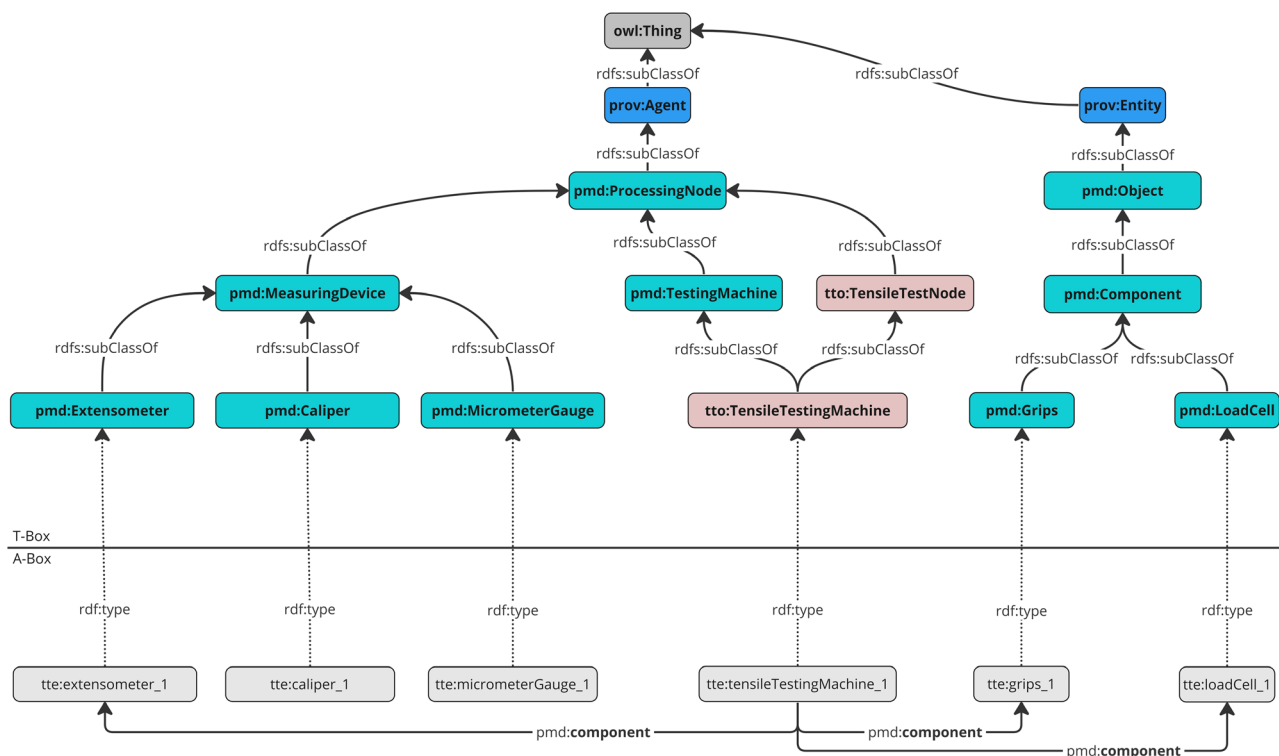 owl:Thing
rdfs:subClassOf
rdfs:subClassOf
prov:Agent
prov:Entity
rdfs:subClassOf
rdfs:subClassOf
pmd:ProcessingNode
pmd:Object
rdfs:subClassOf
rdfs:subClassOf
rdfs:subClassOf
rdfs:subClassOf
pmd:MeasuringDevice
pmd:TestingMachine
tto:TensileTestNode
pmd:Component
rdfs:subClassOf
rdfs:subClassOf
rdfs:subClassOf
rdfs:subClassOf
rdfs:subClassOf
rdfs:subClassOf
rdfs:subClassOf
pmd:Extensometer
pmd:Caliper
pmd:MicrometerGauge
tto:TensileTestingMachine
pmd:Grips
pmd:LoadCell
T-Box
A-Box
rdf:type
rdf:type
rdf:type
rdf:type
rdf:type
rdf:type
tte:extensometer_1
tte:caliper_1
tte:micrometerGauge_1
tte:tensileTestingMachine_1
tte:grips_1
tte:loadCell_1
pmd:component
pmd:component
pmd:component